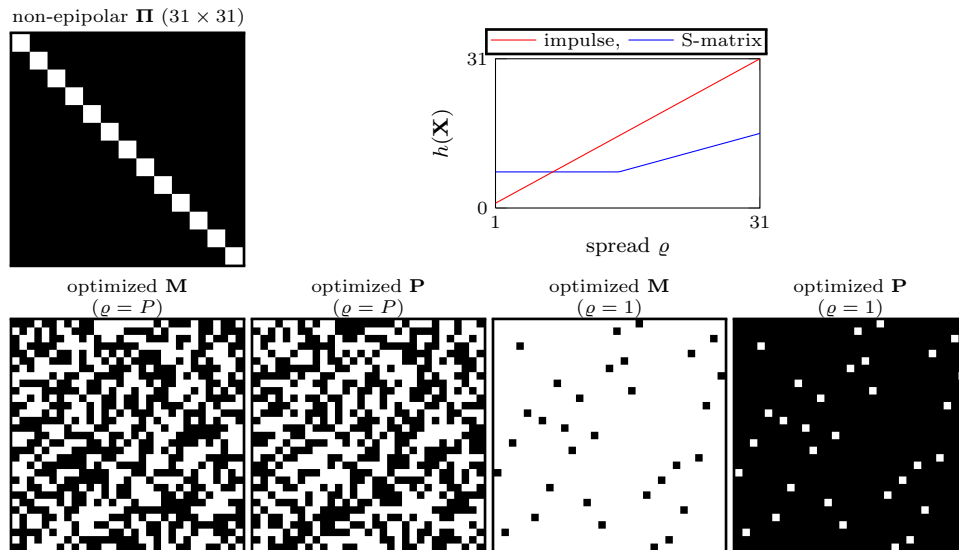 non-epipolar Π (31 × 31)
impulse, S-matrix
31
h(X)
0
1 31
spread ϱ
optimized M optimized P optimized M optimized P
(ϱ = P) (ϱ = P) (ϱ = 1) (ϱ = 1)